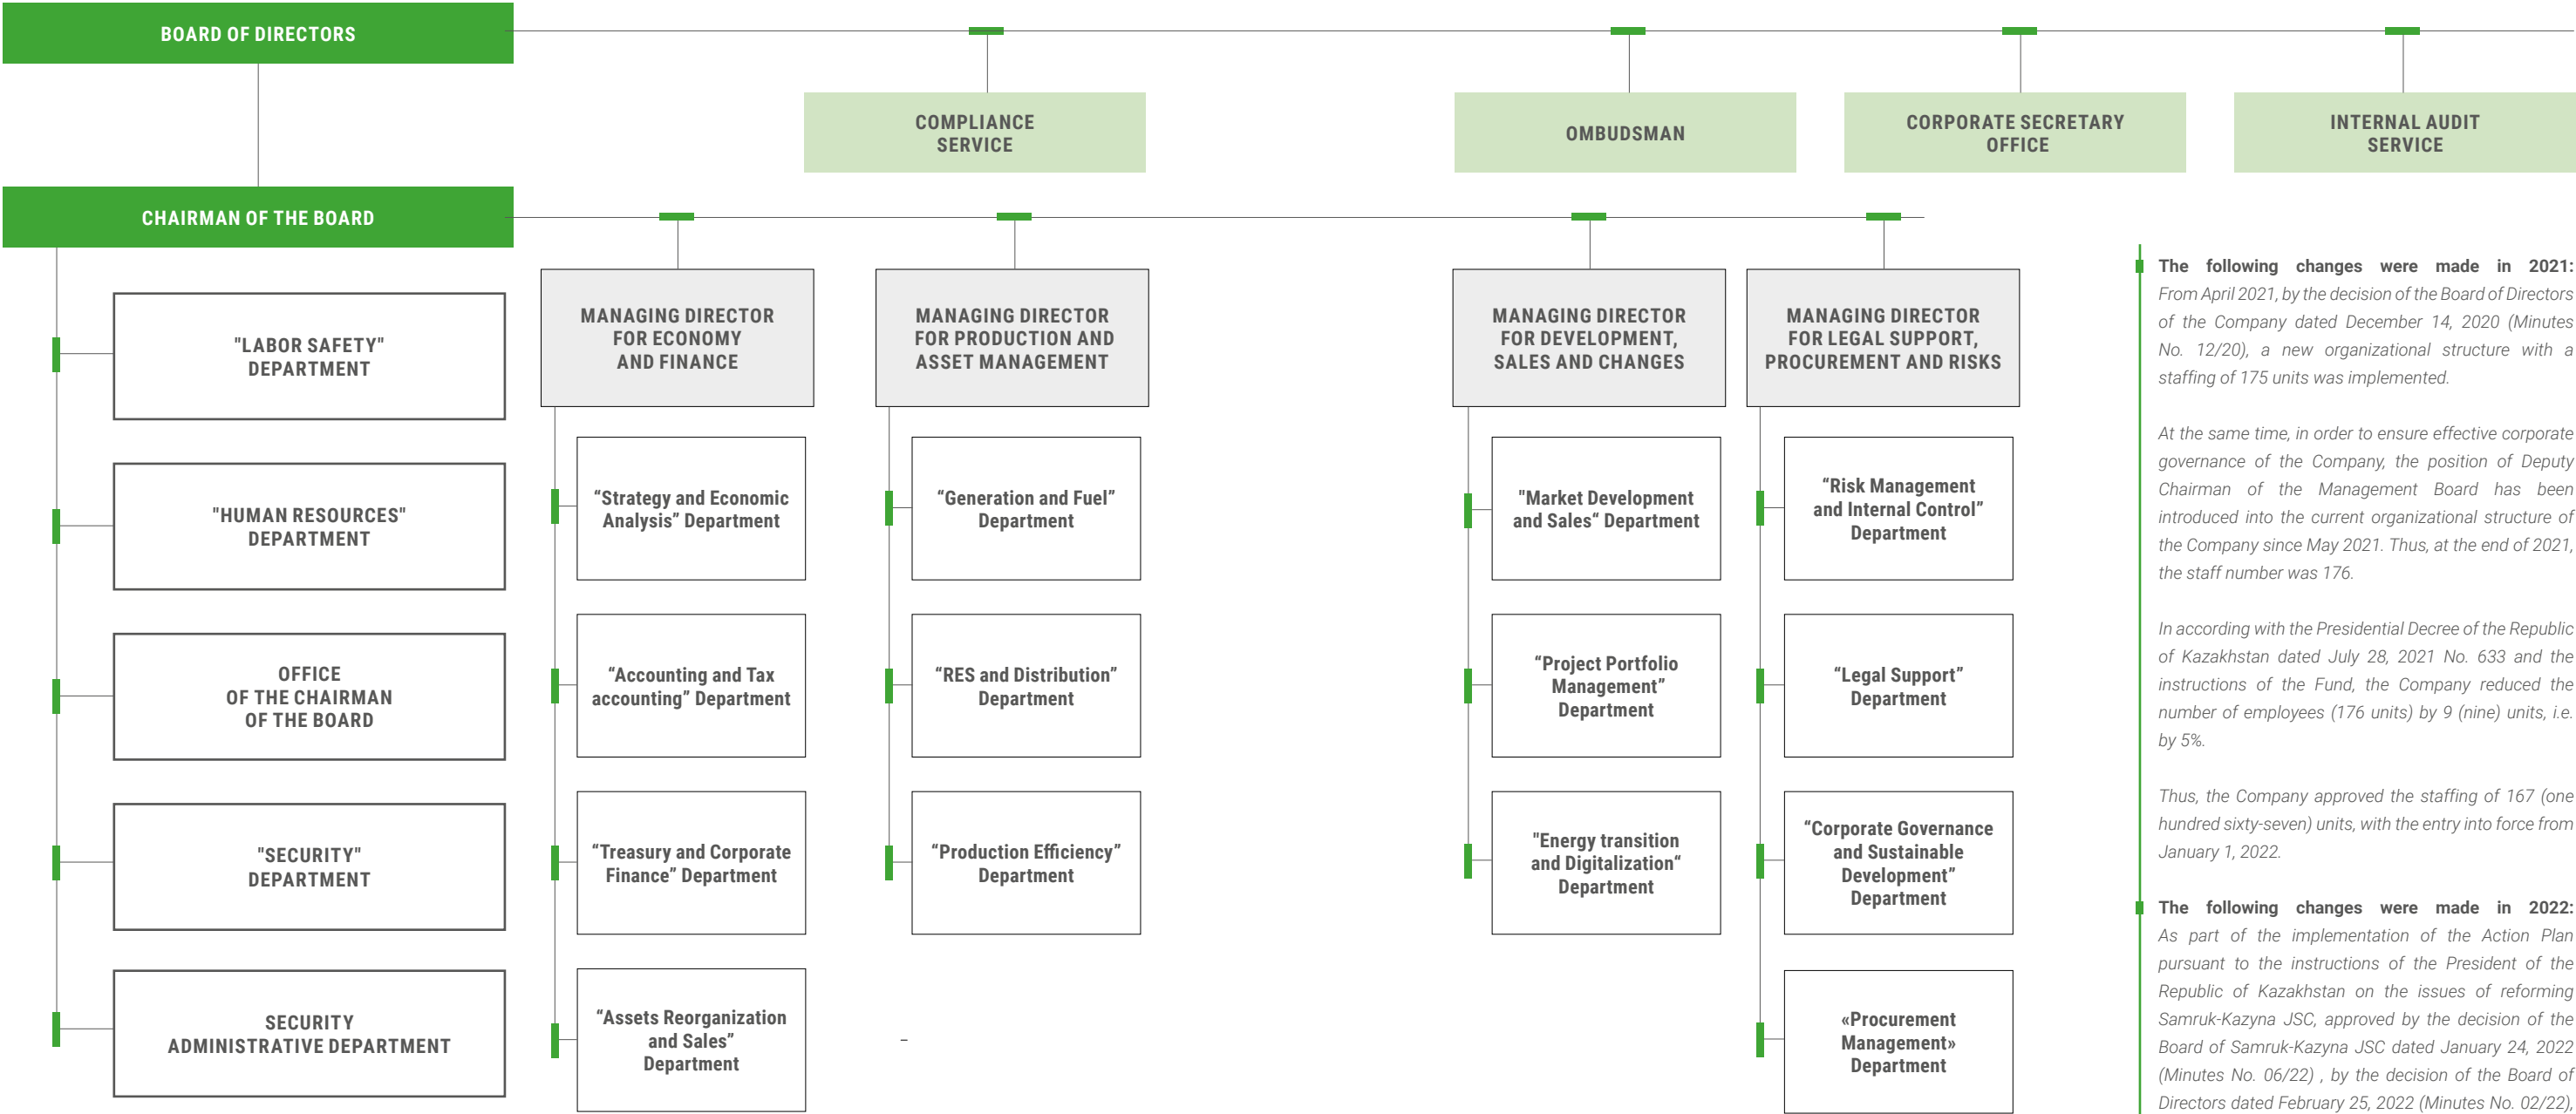 BOARD OF DIRECTORS
COMPLIANCE
SERVICE
OMBUDSMAN
CORPORATE SECRETARY
OFFICE
INTERNAL AUDIT
SERVICE
CHAIRMAN OF THE BOARD
"LABOR SAFETY"
DEPARTMENT
"HUMAN RESOURCES"
DEPARTMENT
OFFICE
OF THE CHAIRMAN
OF THE BOARD
"SECURITY"
DEPARTMENT
SECURITY
ADMINISTRATIVE DEPARTMENT
MANAGING DIRECTOR
FOR ECONOMY
AND FINANCE
“Strategy and Economic
Analysis” Department
“Accounting and Tax
accounting” Department
“Treasury and Corporate
Finance” Department
“Assets Reorganization
and Sales”
Department
MANAGING DIRECTOR
FOR PRODUCTION AND
ASSET MANAGEMENT
“Generation and Fuel”
Department
“RES and Distribution”
Department
“Production Efficiency”
Department
–
MANAGING DIRECTOR
FOR DEVELOPMENT,
SALES AND CHANGES
"Market Development
and Sales“ Department
“Project Portfolio
Management”
Department
"Energy transition
and Digitalization“
Department
MANAGING DIRECTOR
FOR LEGAL SUPPORT,
PROCUREMENT AND RISKS
“Risk Management
and Internal Control”
Department
“Legal Support”
Department
“Corporate Governance
and Sustainable
Development”
Department
«Procurement
Management»
Department
The following changes were made in 2021:
From April 2021, by the decision of the Board of Directors
of the Company dated December 14, 2020 (Minutes
No. 12/20), a new organizational structure with a
staffing of 175 units was implemented.
At the same time, in order to ensure effective corporate
governance of the Company, the position of Deputy
Chairman of the Management Board has been
introduced into the current organizational structure of
the Company since May 2021. Thus, at the end of 2021,
the staff number was 176.
In according with the Presidential Decree of the Republic
of Kazakhstan dated July 28, 2021 No. 633 and the
instructions of the Fund, the Company reduced the
number of employees (176 units) by 9 (nine) units, i.e.
by 5%.
Thus, the Company approved the staffing of 167 (one
hundred sixty-seven) units, with the entry into force from
January 1, 2022.
The following changes were made in 2022:
As part of the implementation of the Action Plan
pursuant to the instructions of the President of the
Republic of Kazakhstan on the issues of reforming
Samruk-Kazyna JSC, approved by the decision of the
Board of Samruk-Kazyna JSC dated January 24, 2022
(Minutes No. 06/22) , by the decision of the Board of
Directors dated February 25, 2022 (Minutes No. 02/22),